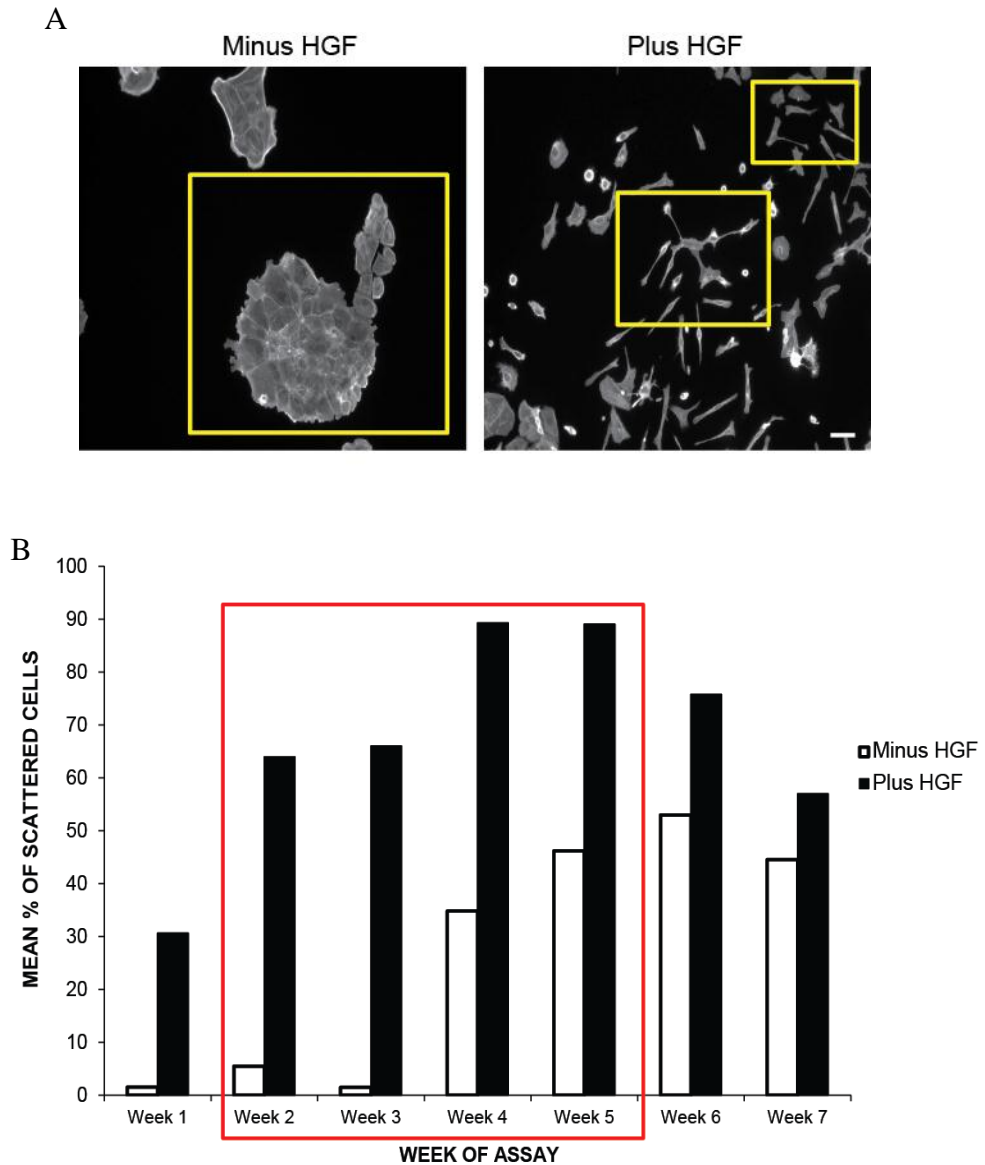 A
Minus HGF
Plus HGF
B
100
90
80
70
60
50
40
30
20
10
0
MEAN % OF SCATTERED CELLS
Minus HGF
Plus HGF
Week 1 Week 2 Week 3 Week 4 Week 5 Week 6 Week 7
WEEK OF ASSAY